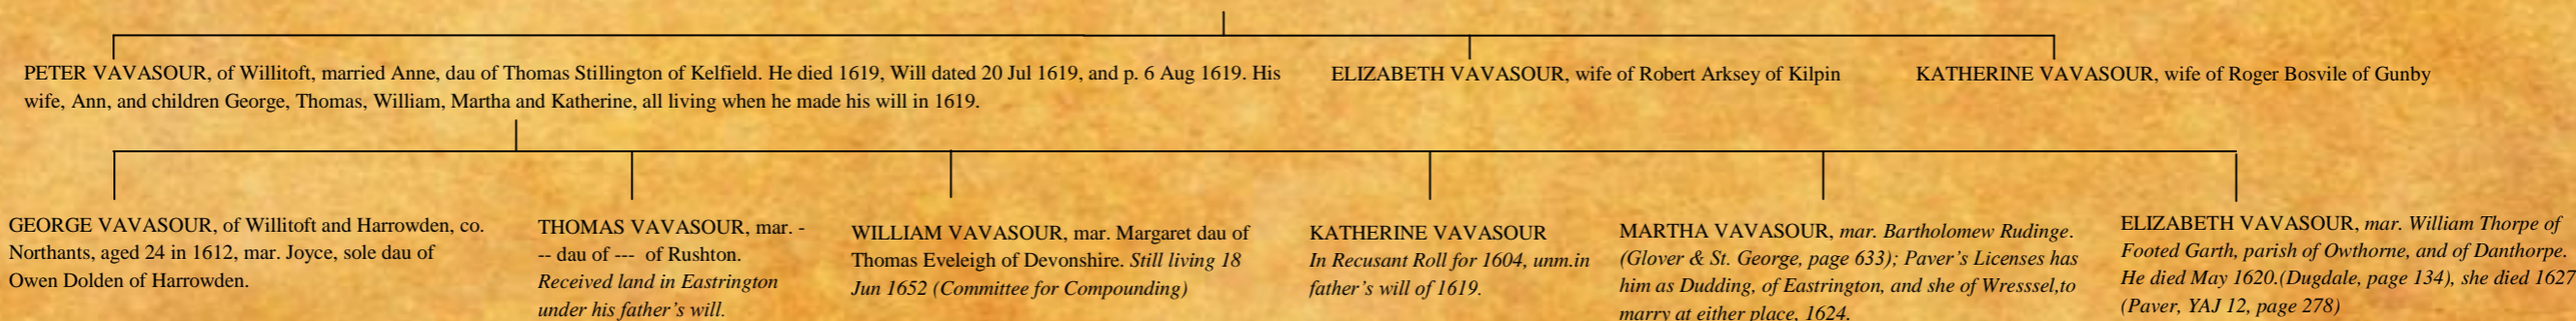 PETER VAVASOUR, of Willitoft, married Anne, dau of Thomas Stillington of Kelfield. He died 1619, Will dated 20 Jul 1619, and p. 6 Aug 1619. His
wife, Ann, and children George, Thomas, William, Martha and Katherine, all living when he made his will in 1619.
ELIZABETH VAVASOUR, wife of Robert Arksey of Kilpin
KATHERINE VAVASOUR, wife of Roger Bosvile of Gunby
GEORGE VAVASOUR, of Willitoft and Harrowden, co.
Northants, aged 24 in 1612, mar. Joyce, sole dau of
Owen Dolden of Harrowden.
THOMAS VAVASOUR, mar. -
-- dau of --- of Rushton.
Received land in Eastrington
under his father's will.
WILLIAM VAVASOUR, mar. Margaret dau of
Thomas Eveleigh of Devonshire. Still living 18
Jun 1652 (Committee for Compounding)
KATHERINE VAVASOUR
In Recusant Roll for 1604, unm.in
father's will of 1619.
MARTHA VAVASOUR, mar. Bartholomew Rudinge.
(Glover & St. George, page 633); Paver's Licenses has
him as Dudding, of Eastrington, and she of Wresssel,to
marry at either place, 1624.
ELIZABETH VAVASOUR, mar. William Thorpe of
Footed Garth, parish of Owthorne, and of Danthorpe.
He died May 1620.(Dugdale, page 134), she died 1627
(Paver, YAJ 12, page 278)